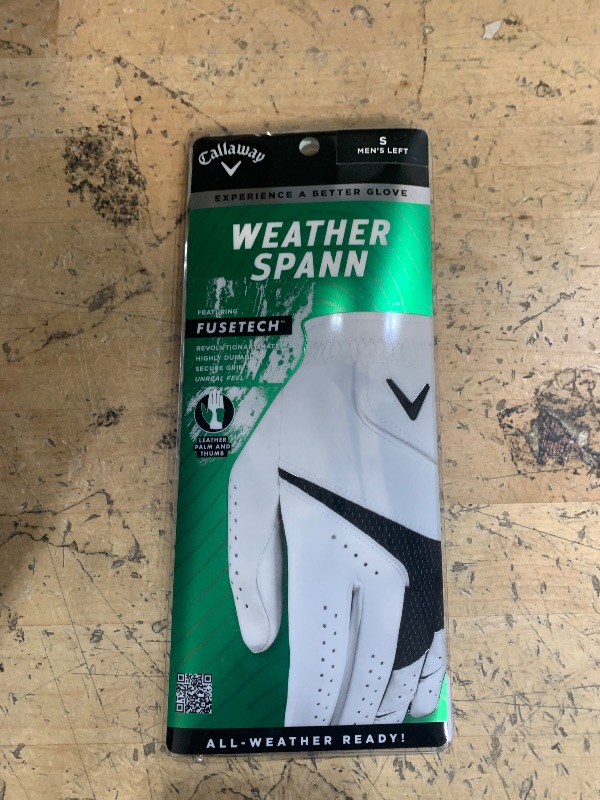 Callaway
S
MEN'S LEFT
EXPERIENCE A BETTER GLOVE
WEATHER
SPANN
FEATURING
FUSETECH™
HIGHLY DURABLE
SECURE GRIP
UNREAL FEEL
LEATHER
PALM AND
THUMB
ALL-WEATHER READY!